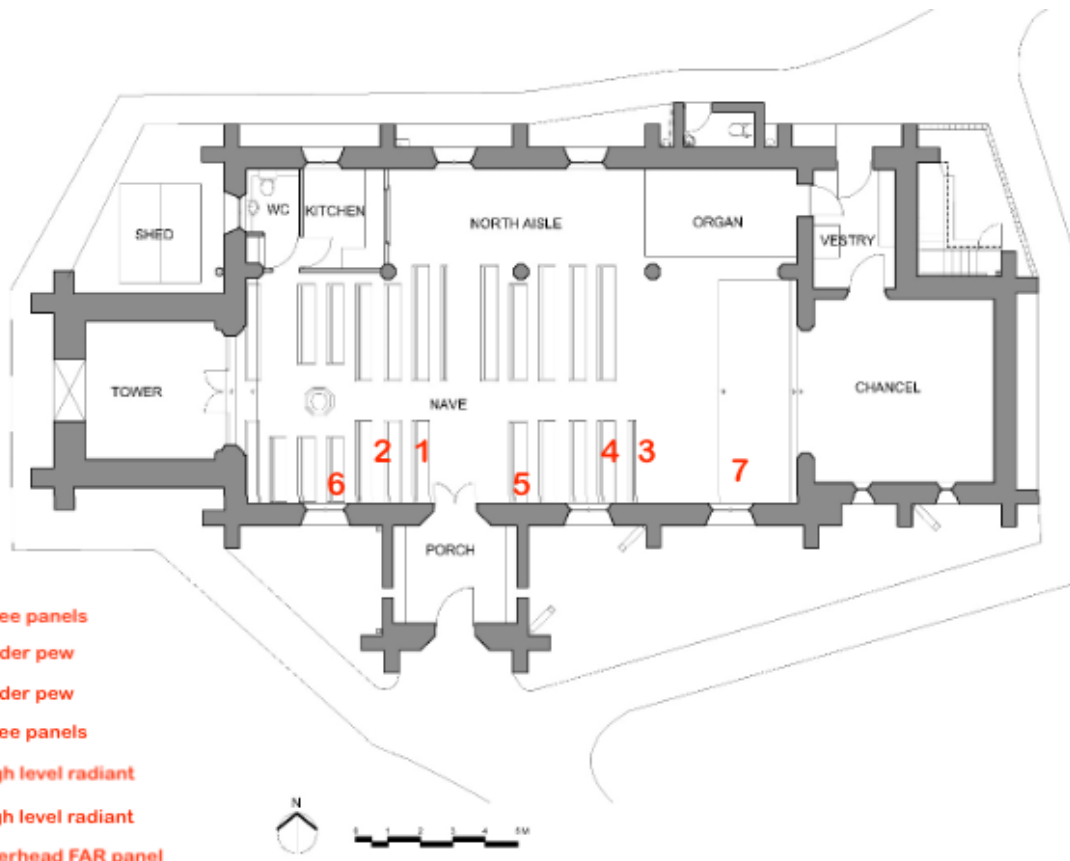 WC
KITCHEN
NORTH AISLE
ORGAN
SHED
VESTRY
TOWER
NAVE
CHANCEL
2 1 4 3
6 5 7
PORCH
ee panels
der pew
der pew
ee panels
gh level radiant
gh level radiant
erhead FAR panel
N
0 1 2 3 4 5M